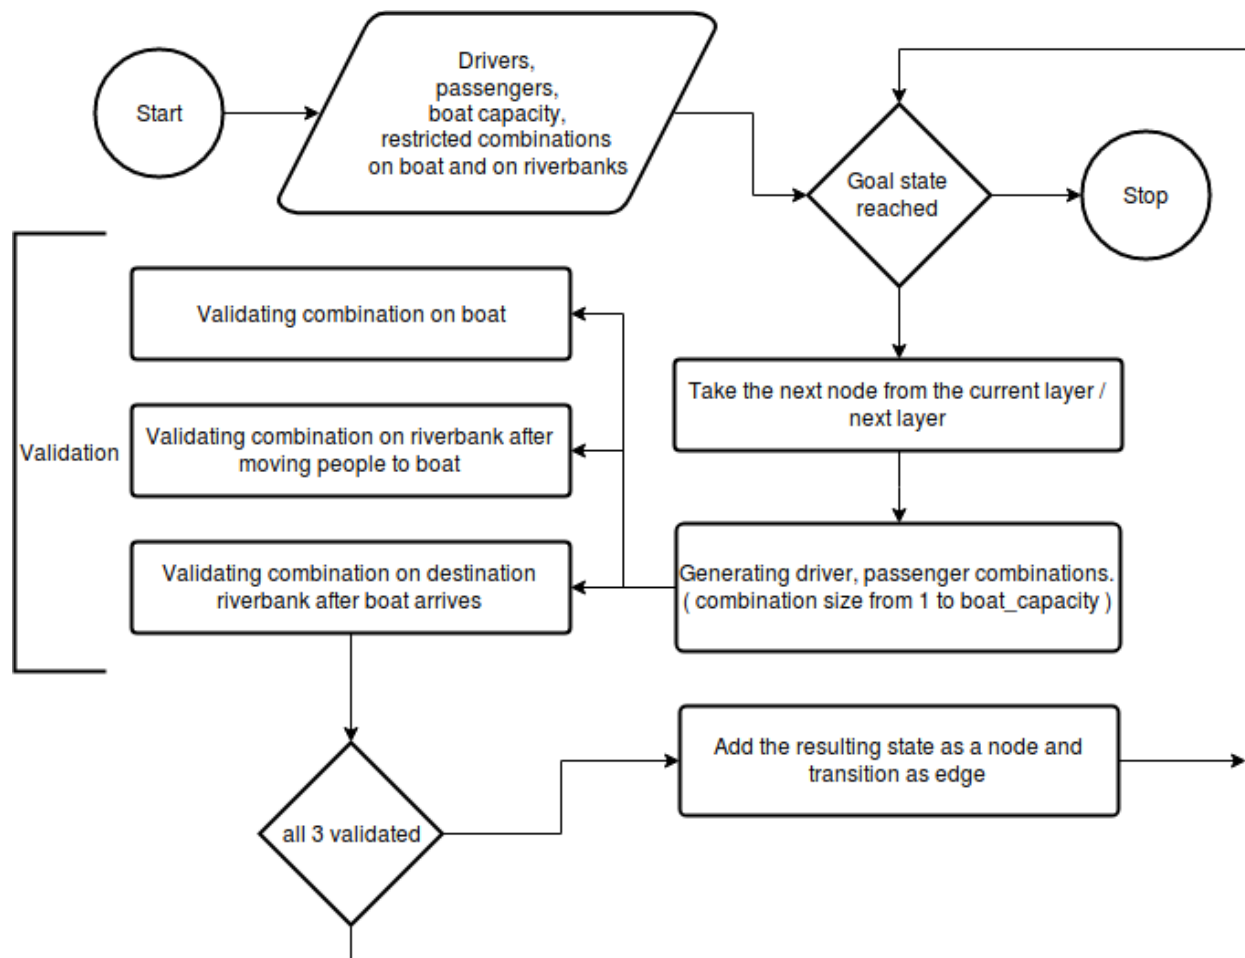 Start
Drivers,
passengers,
boat capacity,
restricted combinations
on boat and on riverbanks
Goal state
reached
Stop
Validation
Validating combination on boat
Validating combination on riverbank after
moving people to boat
Validating combination on destination
riverbank after boat arrives
Take the next node from the current layer /
next layer
Generating driver, passenger combinations.
( combination size from 1 to boat_capacity )
all 3 validated
Add the resulting state as a node and
transition as edge